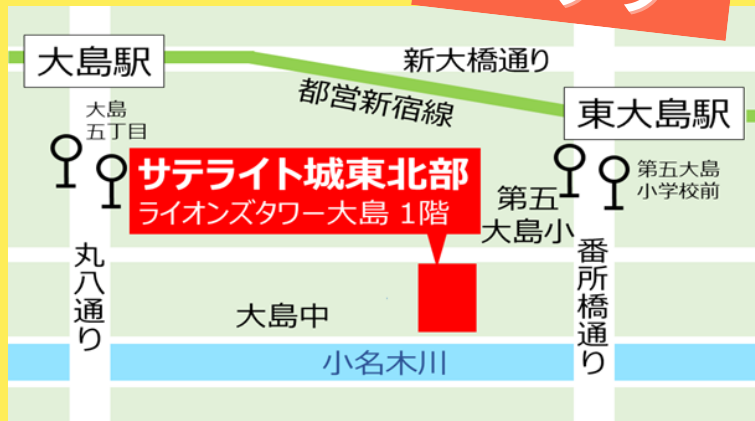 大島駅
新大橋通り
都営新宿線
東大島駅
大島
五丁目
サテライト城東北部
ライオンズタワー大島 1階
第五
大島小
第五大島
小学校前
丸八通り
番所橋通り
大島中
小名木川